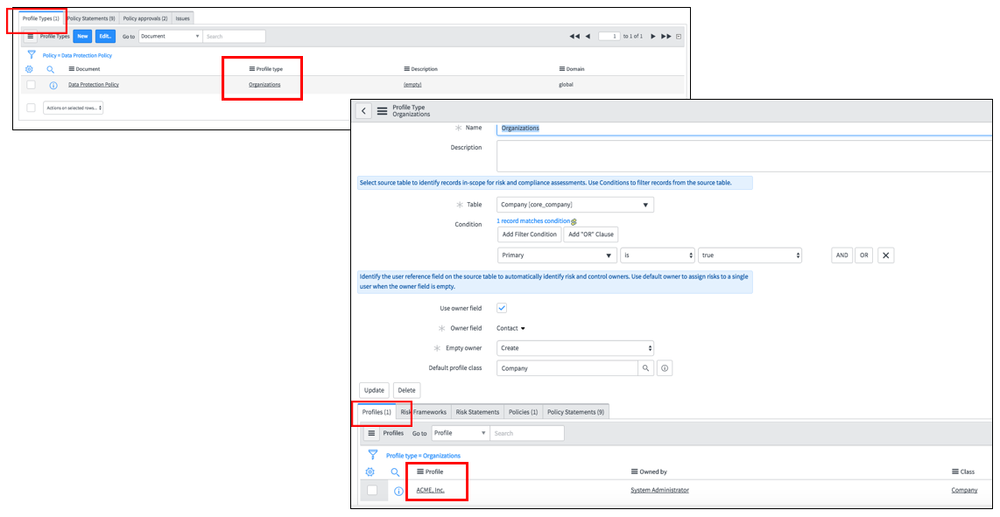 Profile Types (1) Policy Statements (9) Policy approvals (2) Issues
Profile Types New Edit.. Go to Document Search 1 to 1 of 1
Policy = Data Protection Policy
Document Profile type Description Domain
Data Protection Policy Organizations (empty) global
Actions on selected rows...
Profile Type
Organizations
Name Organizations
Description
Select source table to identify records in-scope for risk and compliance assessments. Use Conditions to filter records from the source table.
Table Company [core_company]
Condition 1 record matches condition
Add Filter Condition Add "OR" Clause
Primary is true AND OR
Identify the user reference field on the source table to automatically identify risk and control owners. Use default owner to assign risks to a single
user when the owner field is empty.
Use owner field
Owner field Contact
Empty owner Create
Default profile class Company
Update Delete
Profiles (1) Risk Frameworks Risk Statements Policies (1) Policy Statements (9)
Profiles Go to Profile Search
Profile type = Organizations
Profile Owned by Class
ACME, Inc. System Administrator Company